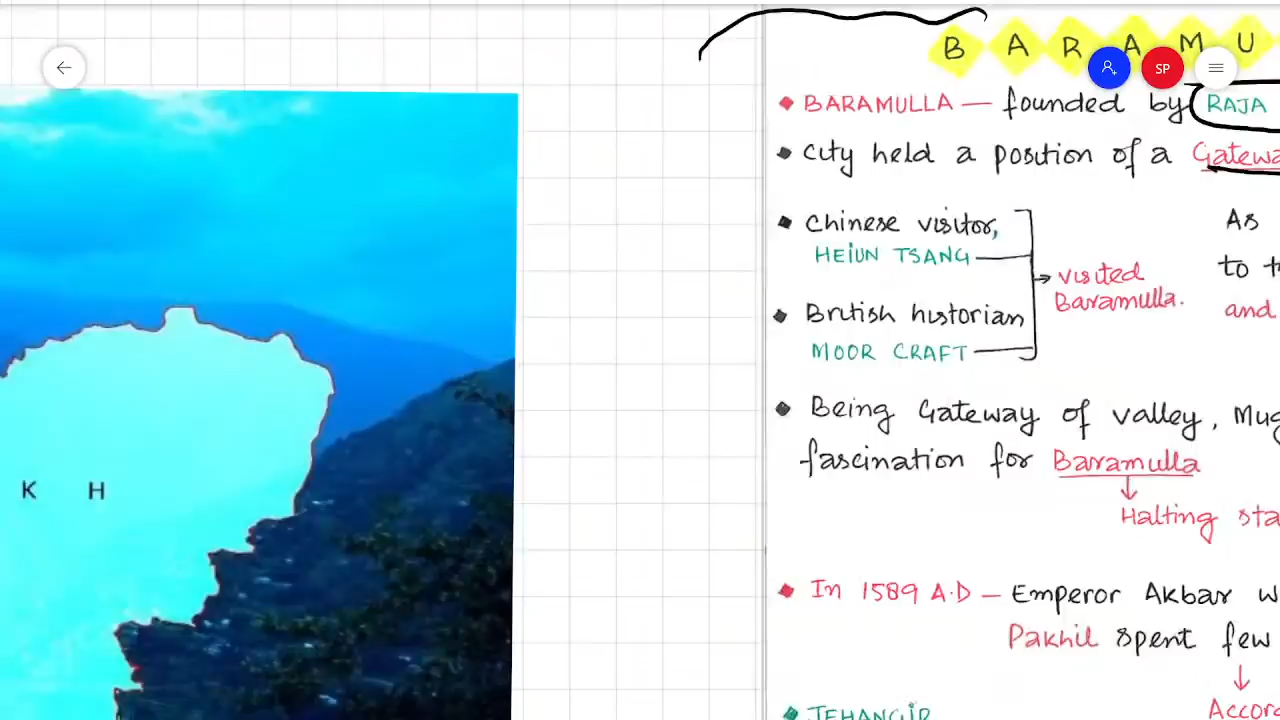 K H
B A R A M U
SP
BARAMULLA — founded by RAJA
City held a position of a Gatewa
Chinese visitor,
HEIUN TSANG
As
to t
visited
Baramulla.
British historian
and
MOOR CRAFT
Being Gateway of valley, Mug
fascination for Baramulla
Halting sta
In 1589 A.D — Emperor Akbar w
Pakhil spent few
Accor
JEHANGIR